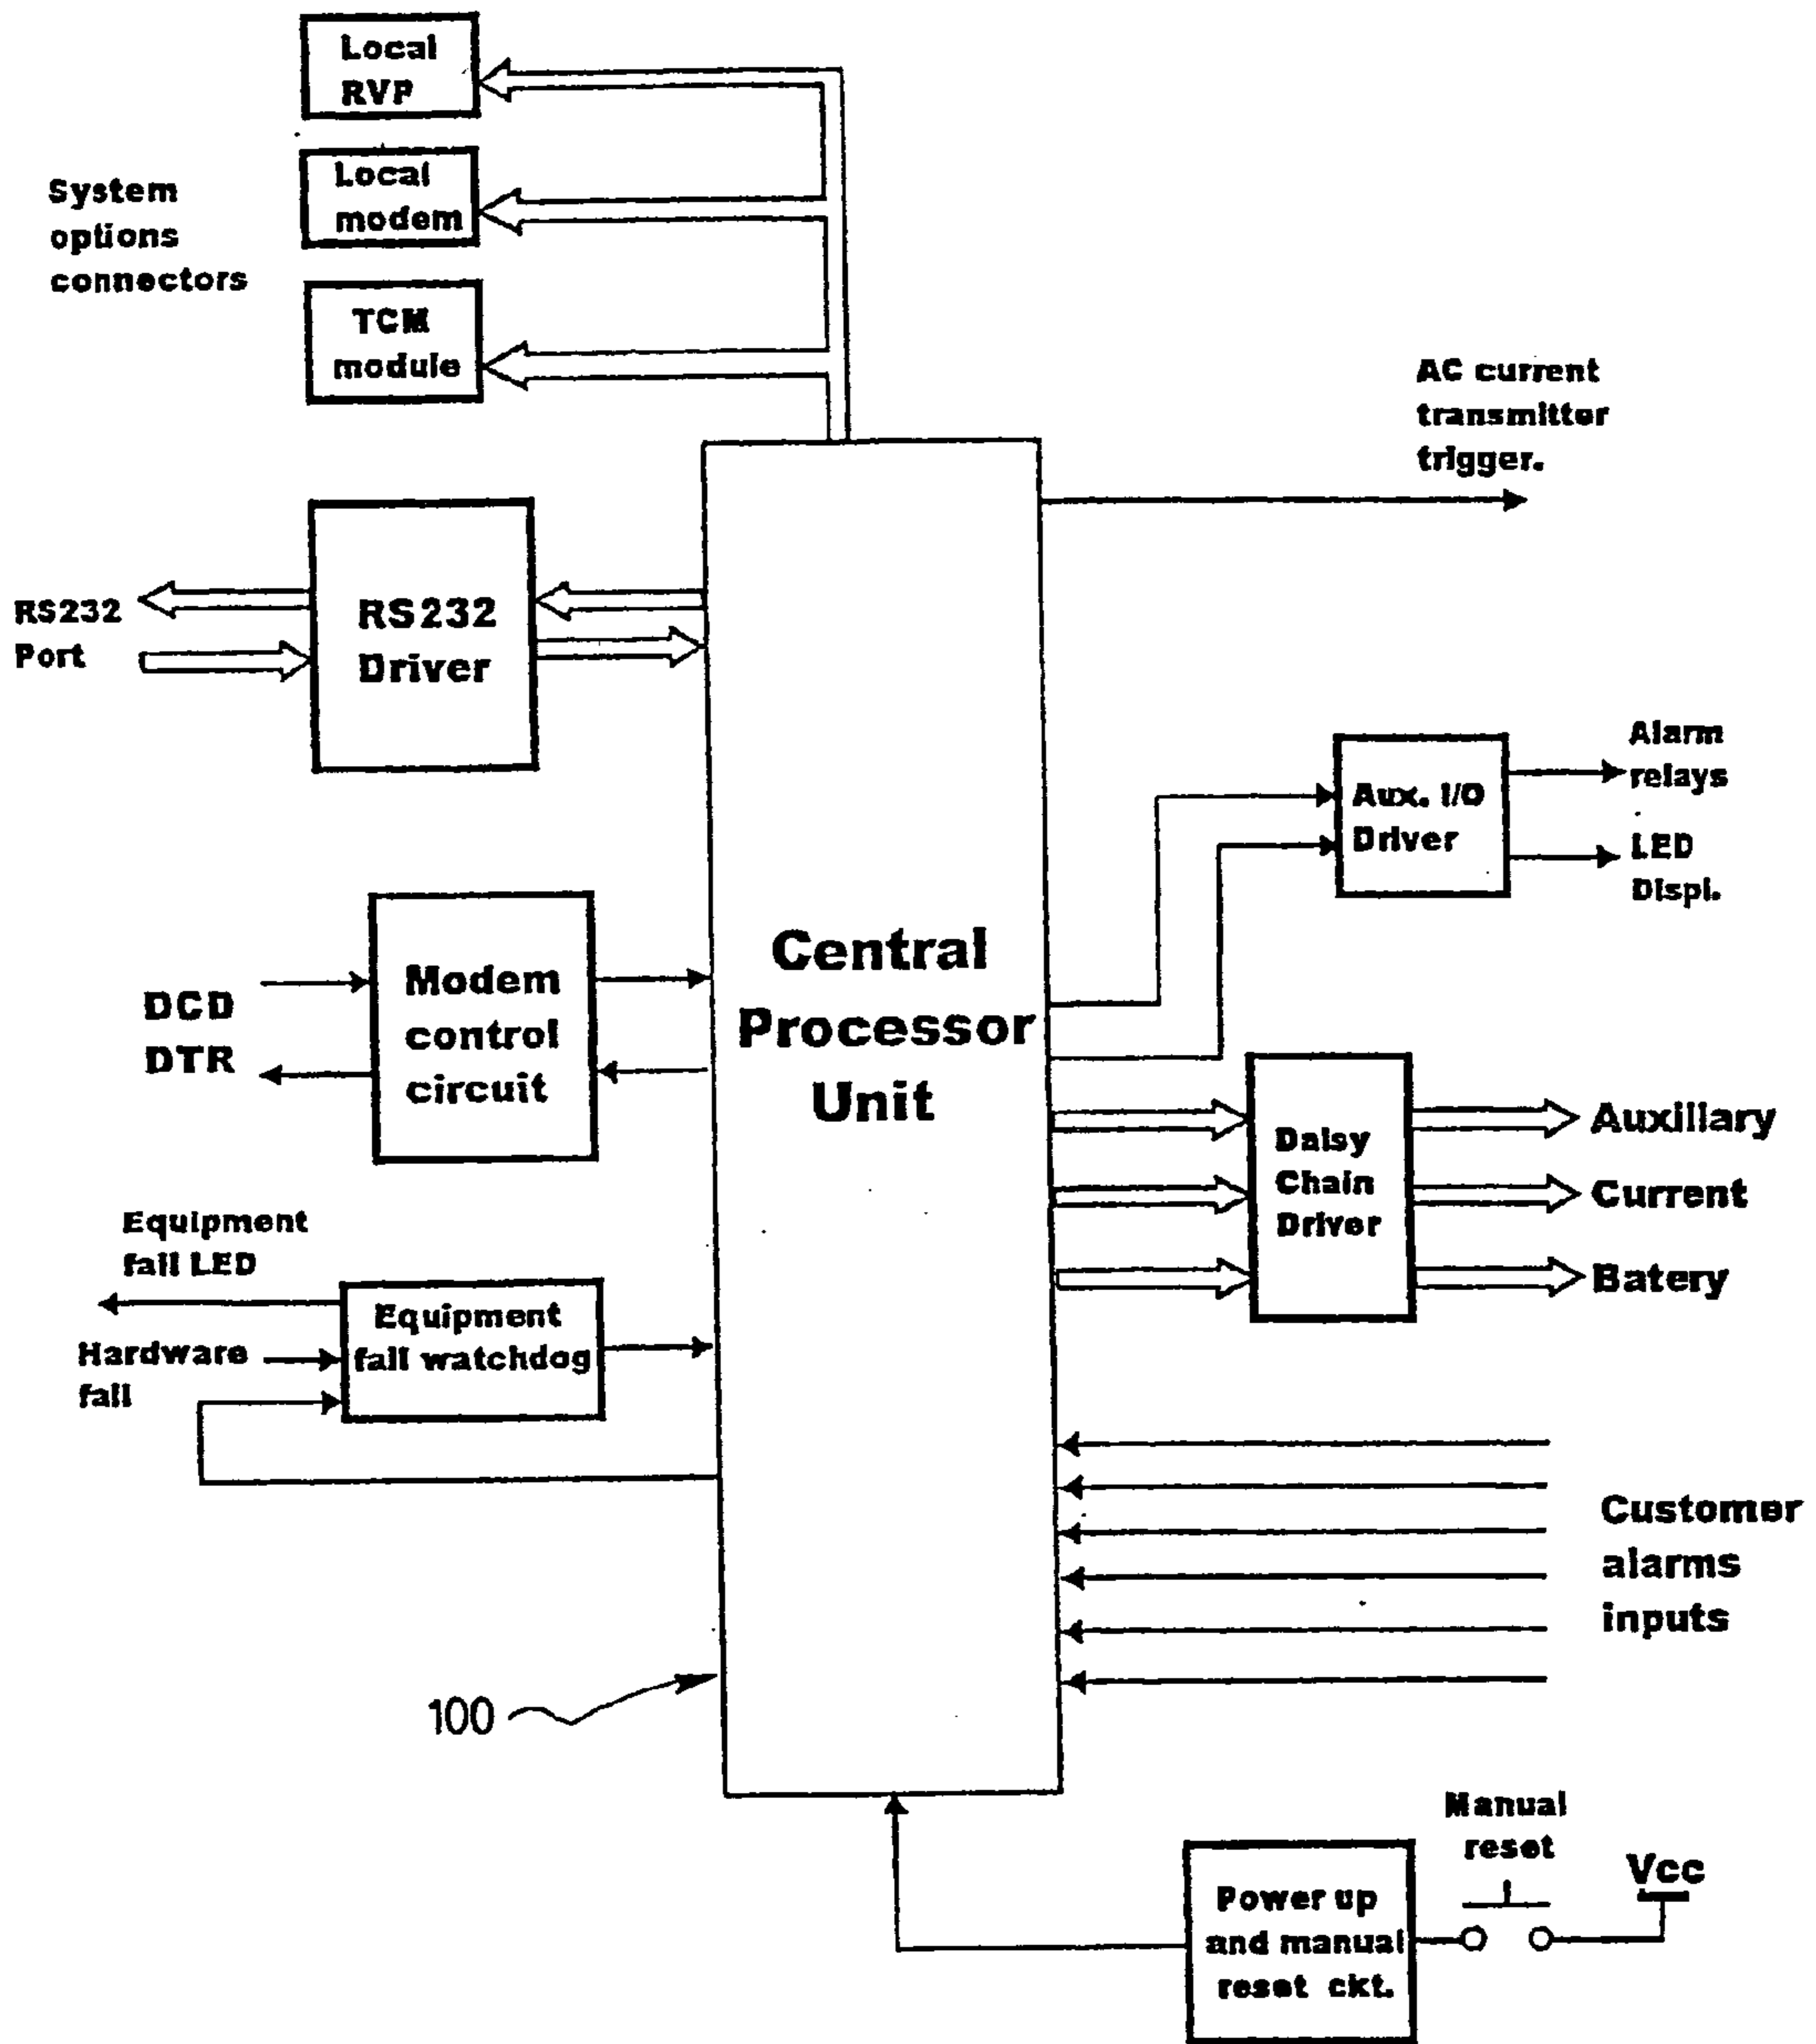 Local
RVP
Local
modem
TCM
module
System
options
connectors
AC current
transmitter
trigger.
RS232
Port
RS232
Driver
Alarm
relays
Aux. I/O
Driver
LED
Displ.
DCD
DTR
Modem
control
circuit
Central
Processor
Unit
Daisy
Chain
Driver
Auxillary
Current
Batery
Equipment
fail LED
Hardware
fail
Equipment
fail watchdog
Customer
alarms
inputs
100
Manual
reset
Vcc
Power up
and manual
reset ckt.